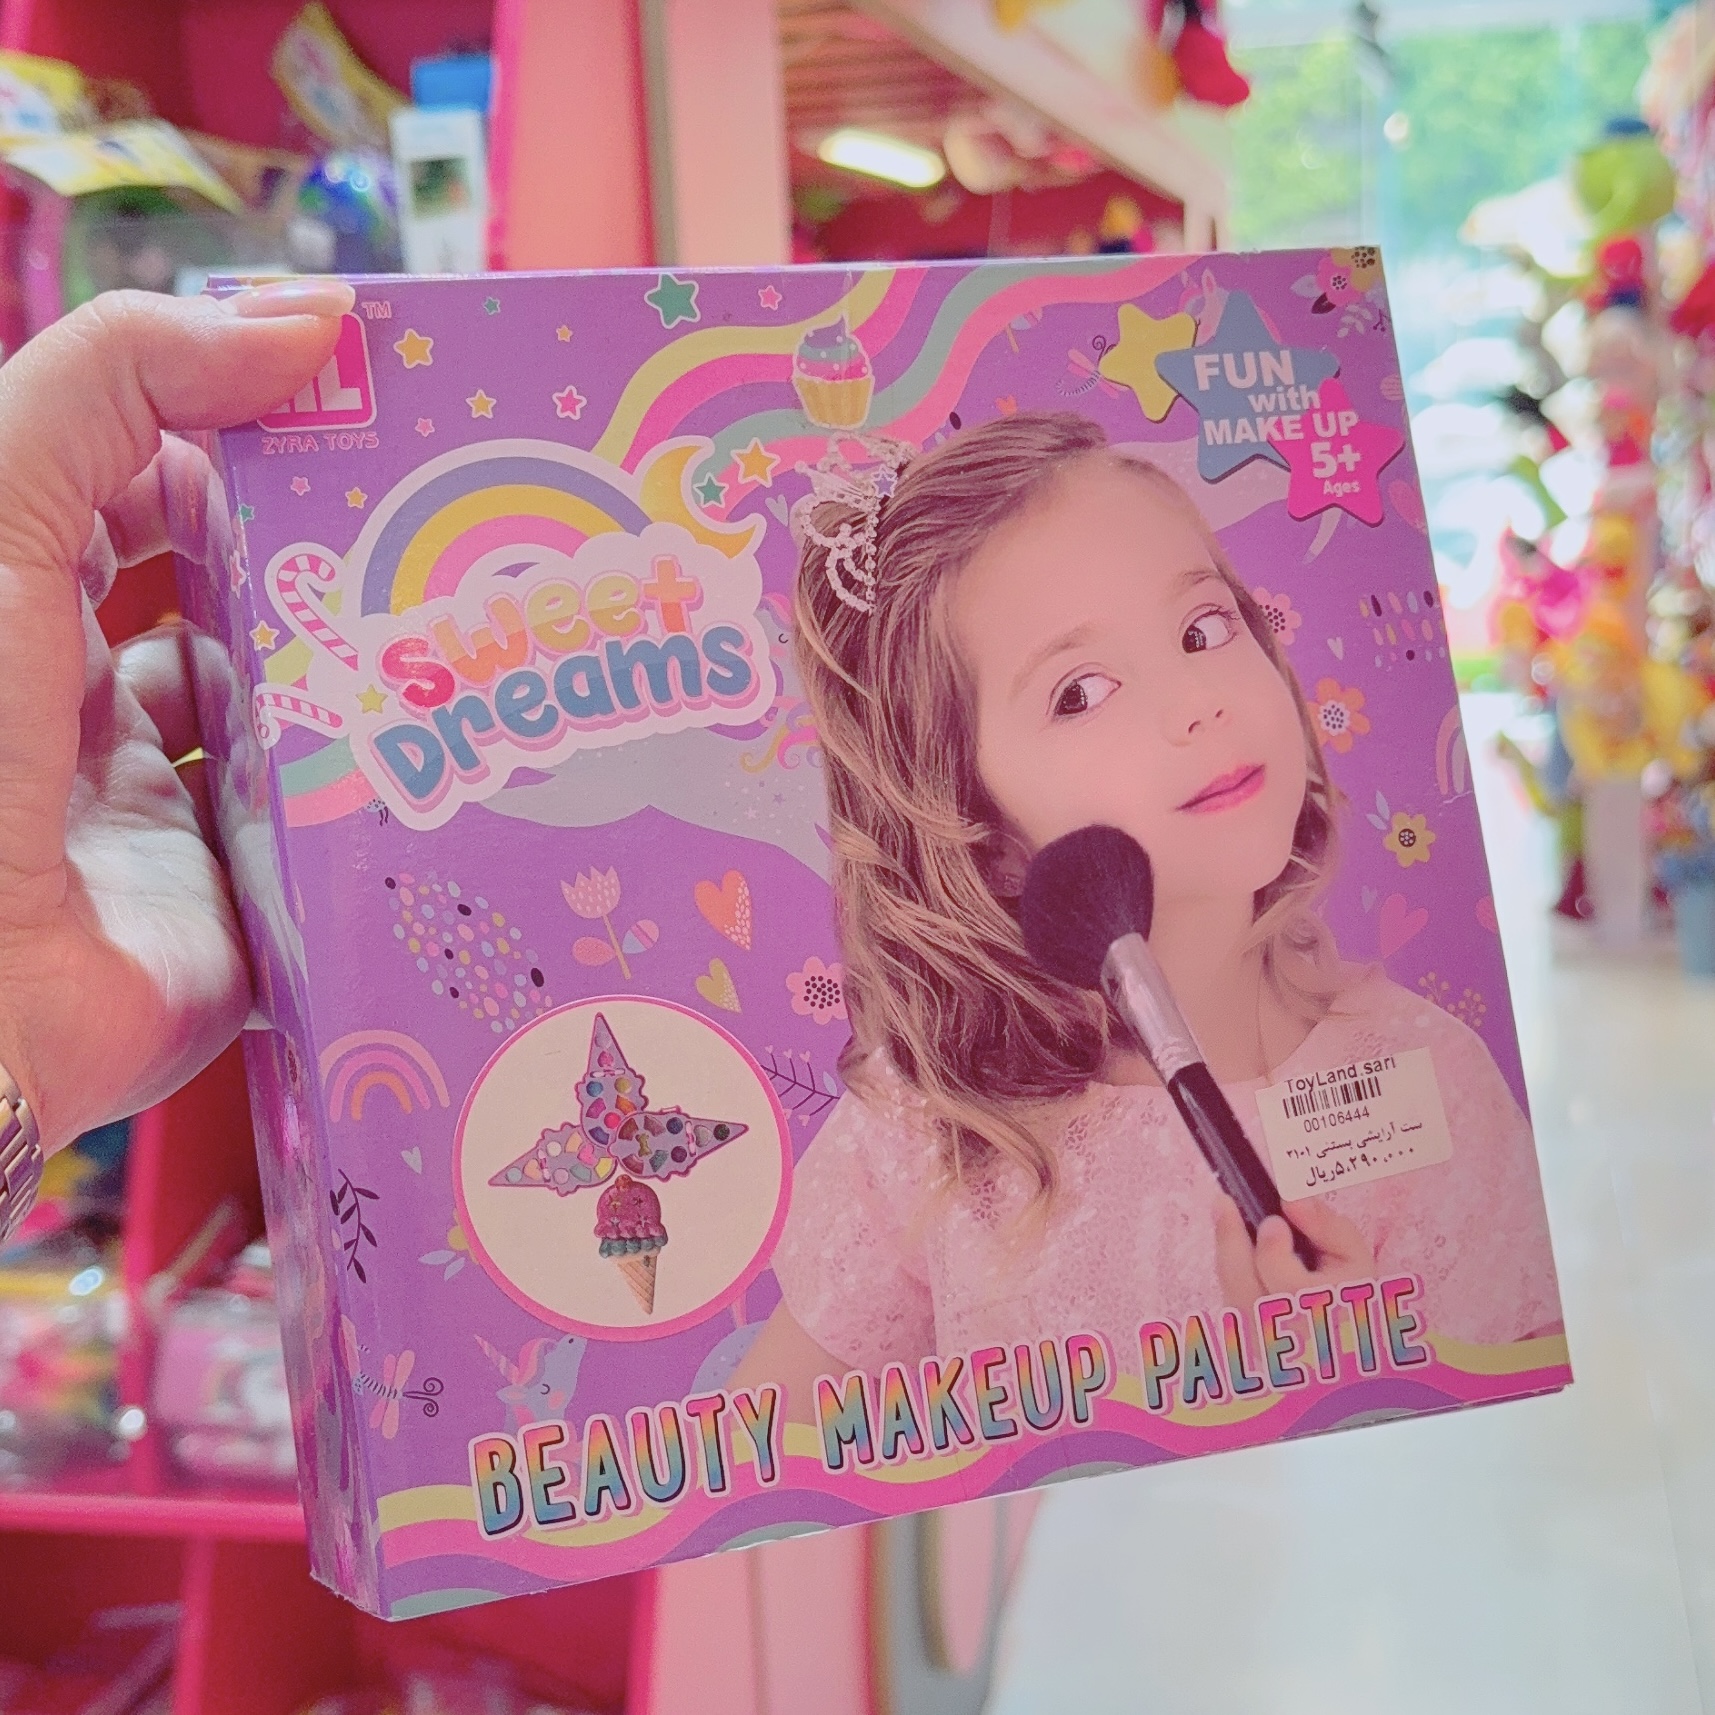 TM
ZYRA TOYS
FUN
with
MAKE UP
5+
Ages
sweet
Dreams
ToyLand.sari
00106444
ست آرایشی بستنی ۲۱۰۱
۵,۲۹۰,۰۰۰ریال
BEAUTY MAKEUP PALETTE